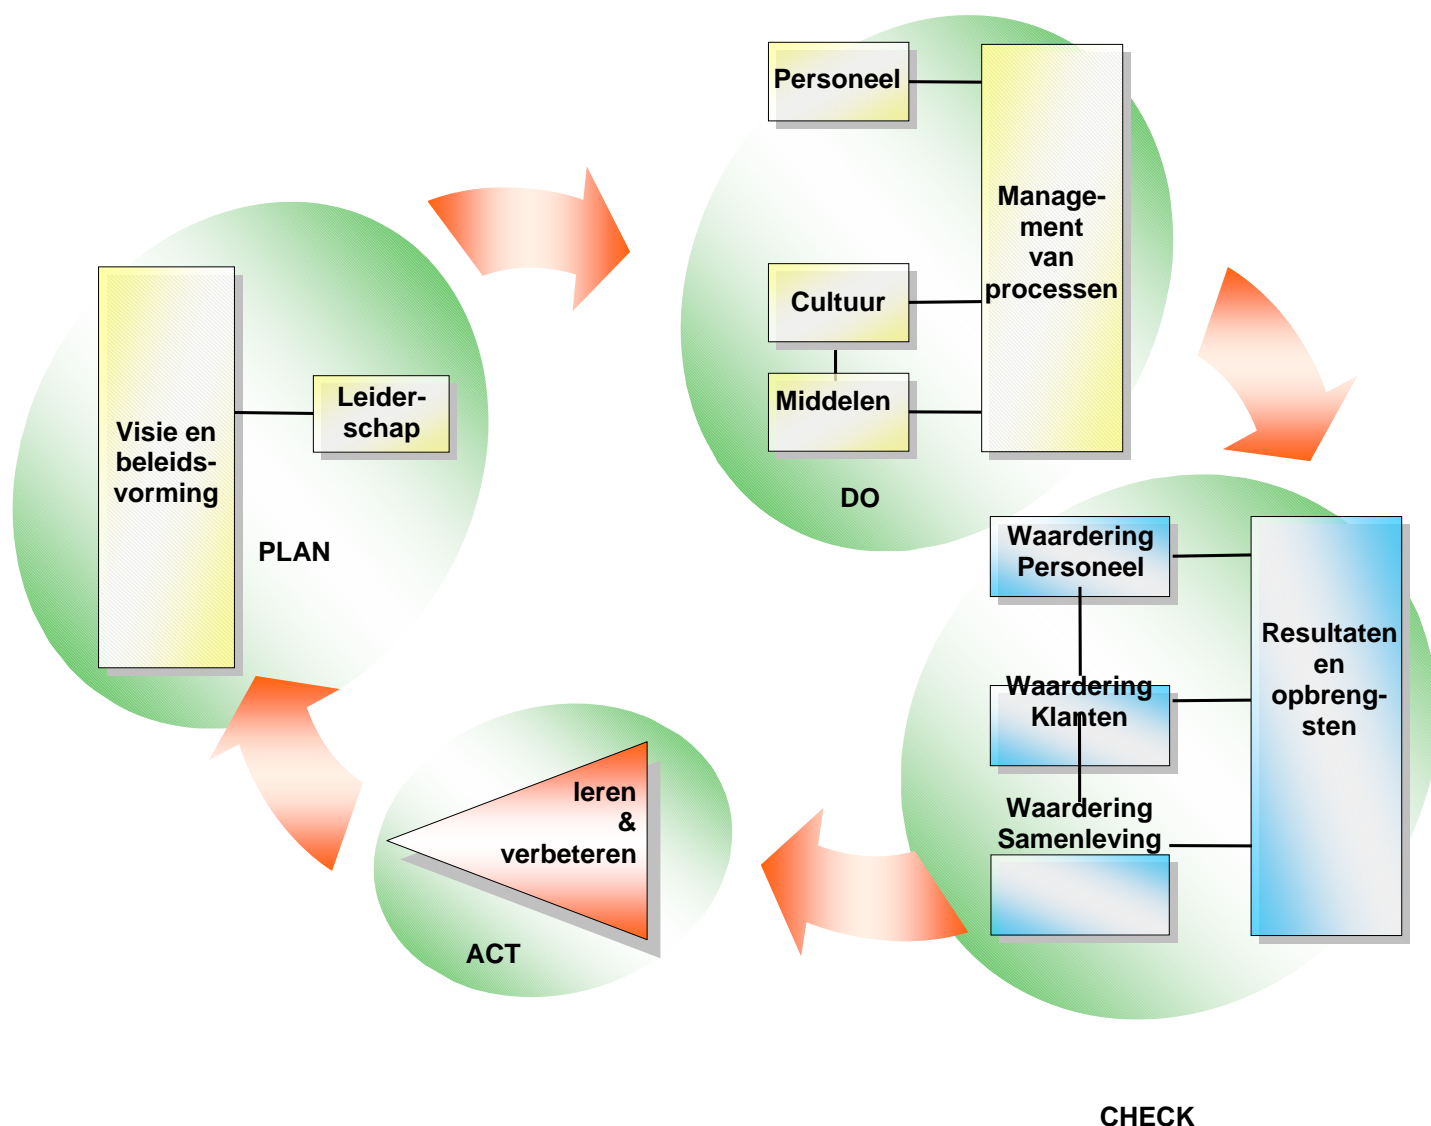 Personeel
Manage-
ment
van
processen
Cultuur
Middelen
DO
Leider-
schap
Visie en
beleids-
vorming
PLAN
Waardering
Personeel
Waardering
Klanten
Waardering
Samenleving
Resultaten
en
opbreng-
sten
CHECK
leren
&
verbeteren
ACT